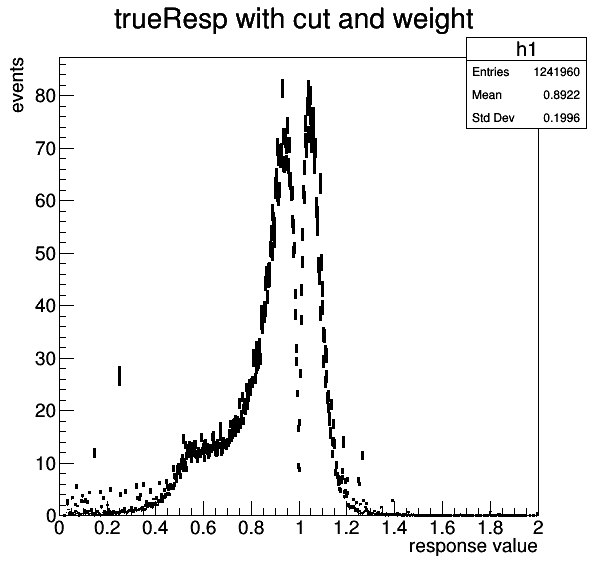 trueResp with cut and weight
h1
Entries 1241960
Mean 0.8922
Std Dev 0.1996
events
80
70
60
50
40
30
20
10
0
0 0.2 0.4 0.6 0.8 1 1.2 1.4 1.6 1.8 2
response value